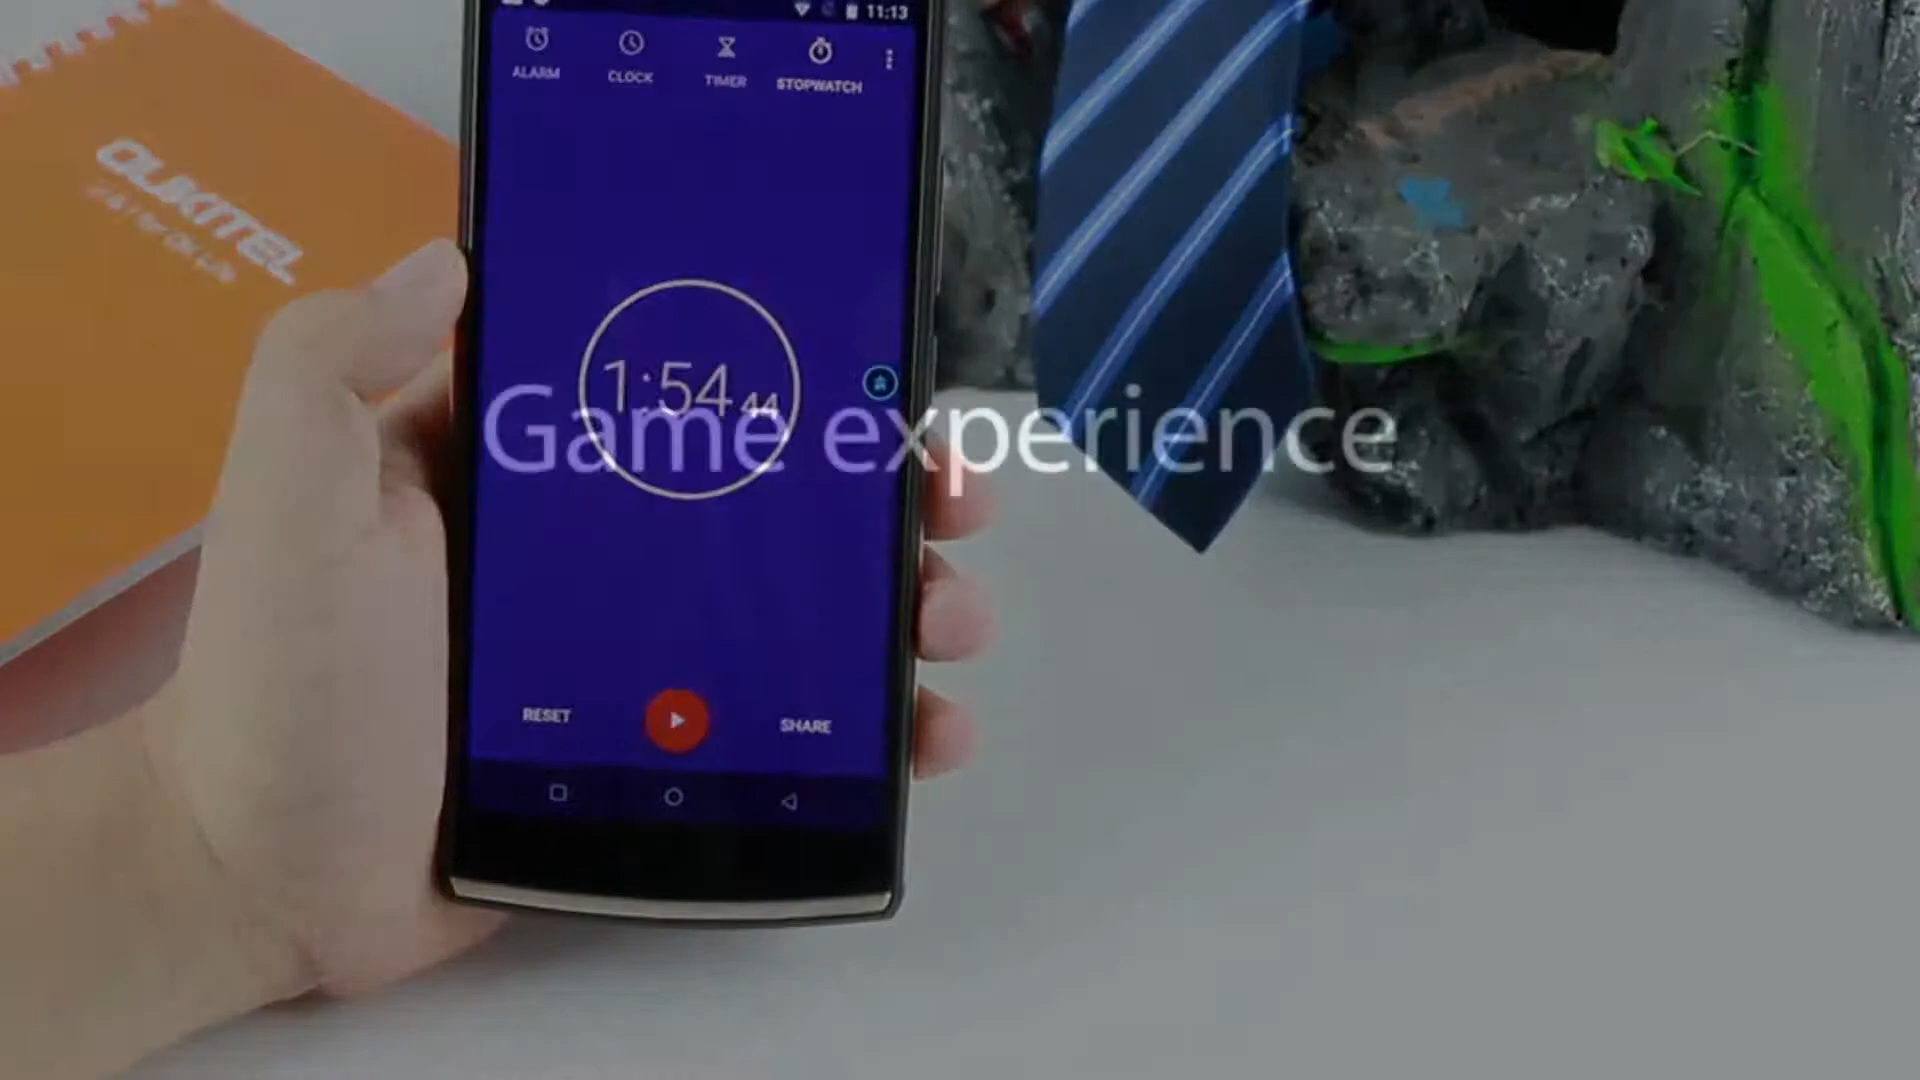 11:13
ALARM CLOCK TIMER STOPWATCH
OUKITEL
1:54 44
Game experience
RESET SHARE